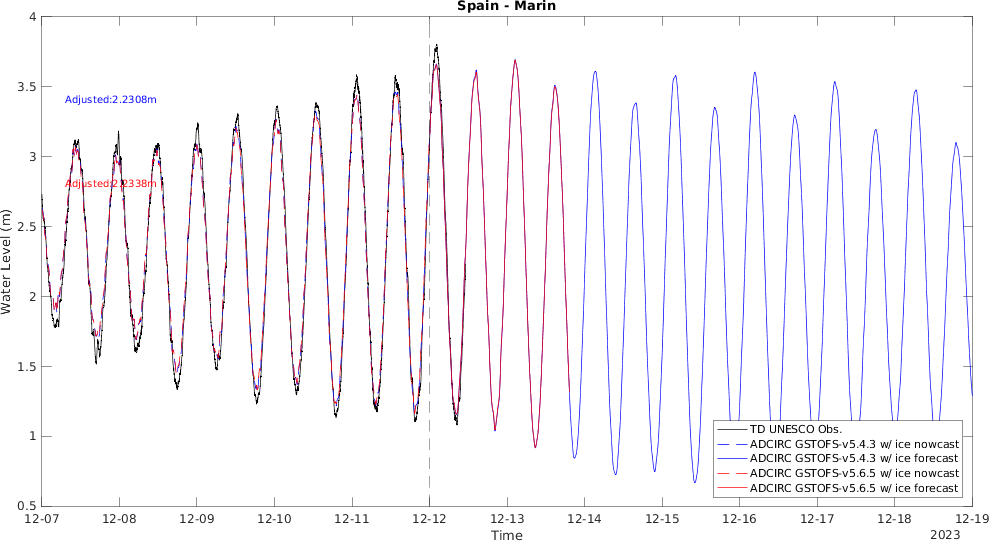 Spain - Marin
4
3.5
3
2.5
2
1.5
1
0.5
Water Level (m)
Adjusted:2.2308m
Adjusted:2.2338m
TD UNESCO Obs.
ADCIRC GSTOFS-v5.4.3 w/ ice nowcast
ADCIRC GSTOFS-v5.4.3 w/ ice forecast
ADCIRC GSTOFS-v5.6.5 w/ ice nowcast
ADCIRC GSTOFS-v5.6.5 w/ ice forecast
12-07 12-08 12-09 12-10 12-11 12-12 12-13 12-14 12-15 12-16 12-17 12-18 12-19
Time
2023